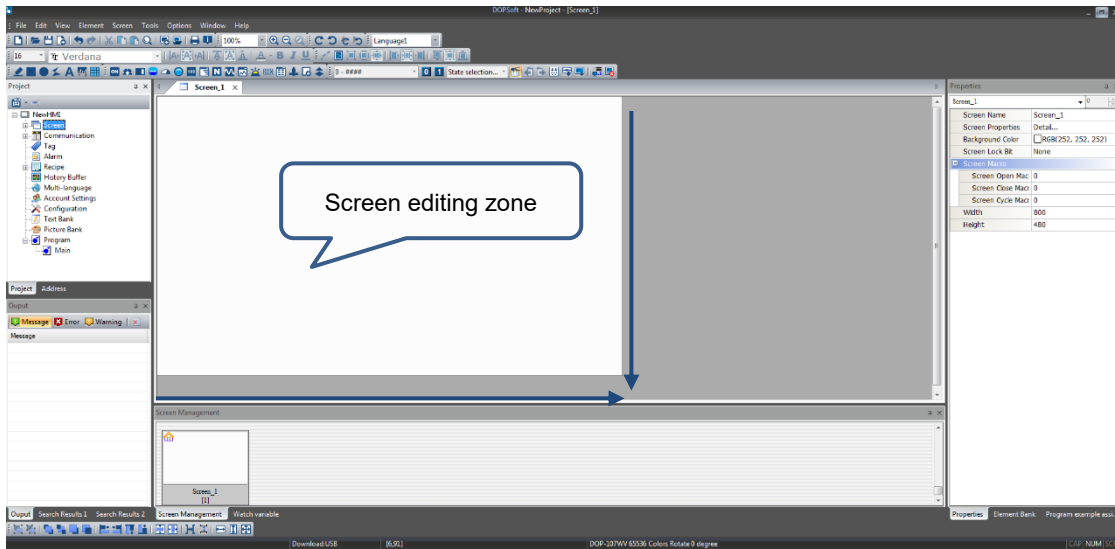 DOPSoft - NewProject - [Screen_1]
File Edit View Element Screen Tools Options Window Help
100% Language1
16 Verdana
0 - #### 0 1 State selection...
Project
Screen_1
Properties
NewHMI
Screen
Communication
Tag
Alarm
Recipe
History Buffer
Multi-language
Account Settings
Configuration
Text Bank
Picture Bank
Program
Main
Project Address
Screen editing zone
Screen_1 0
Screen Name Screen_1
Screen Properties Detail...
Background Color RGB(252, 252, 252)
Screen Lock Bit None
Screen Macro
Screen Open Mac 0
Screen Close Macr 0
Screen Cycle Macr 0
Width 800
Height 480
Ouput
Message Error Warning
Message
Screen Management
Screen_1
[1]
Ouput Search Results 1 Search Results 2
Screen Management Watch variable
Properties Element Bank Program example assi
Download:USB [6,91] DOP-107WV 65536 Colors Rotate 0 degree CAP NUM